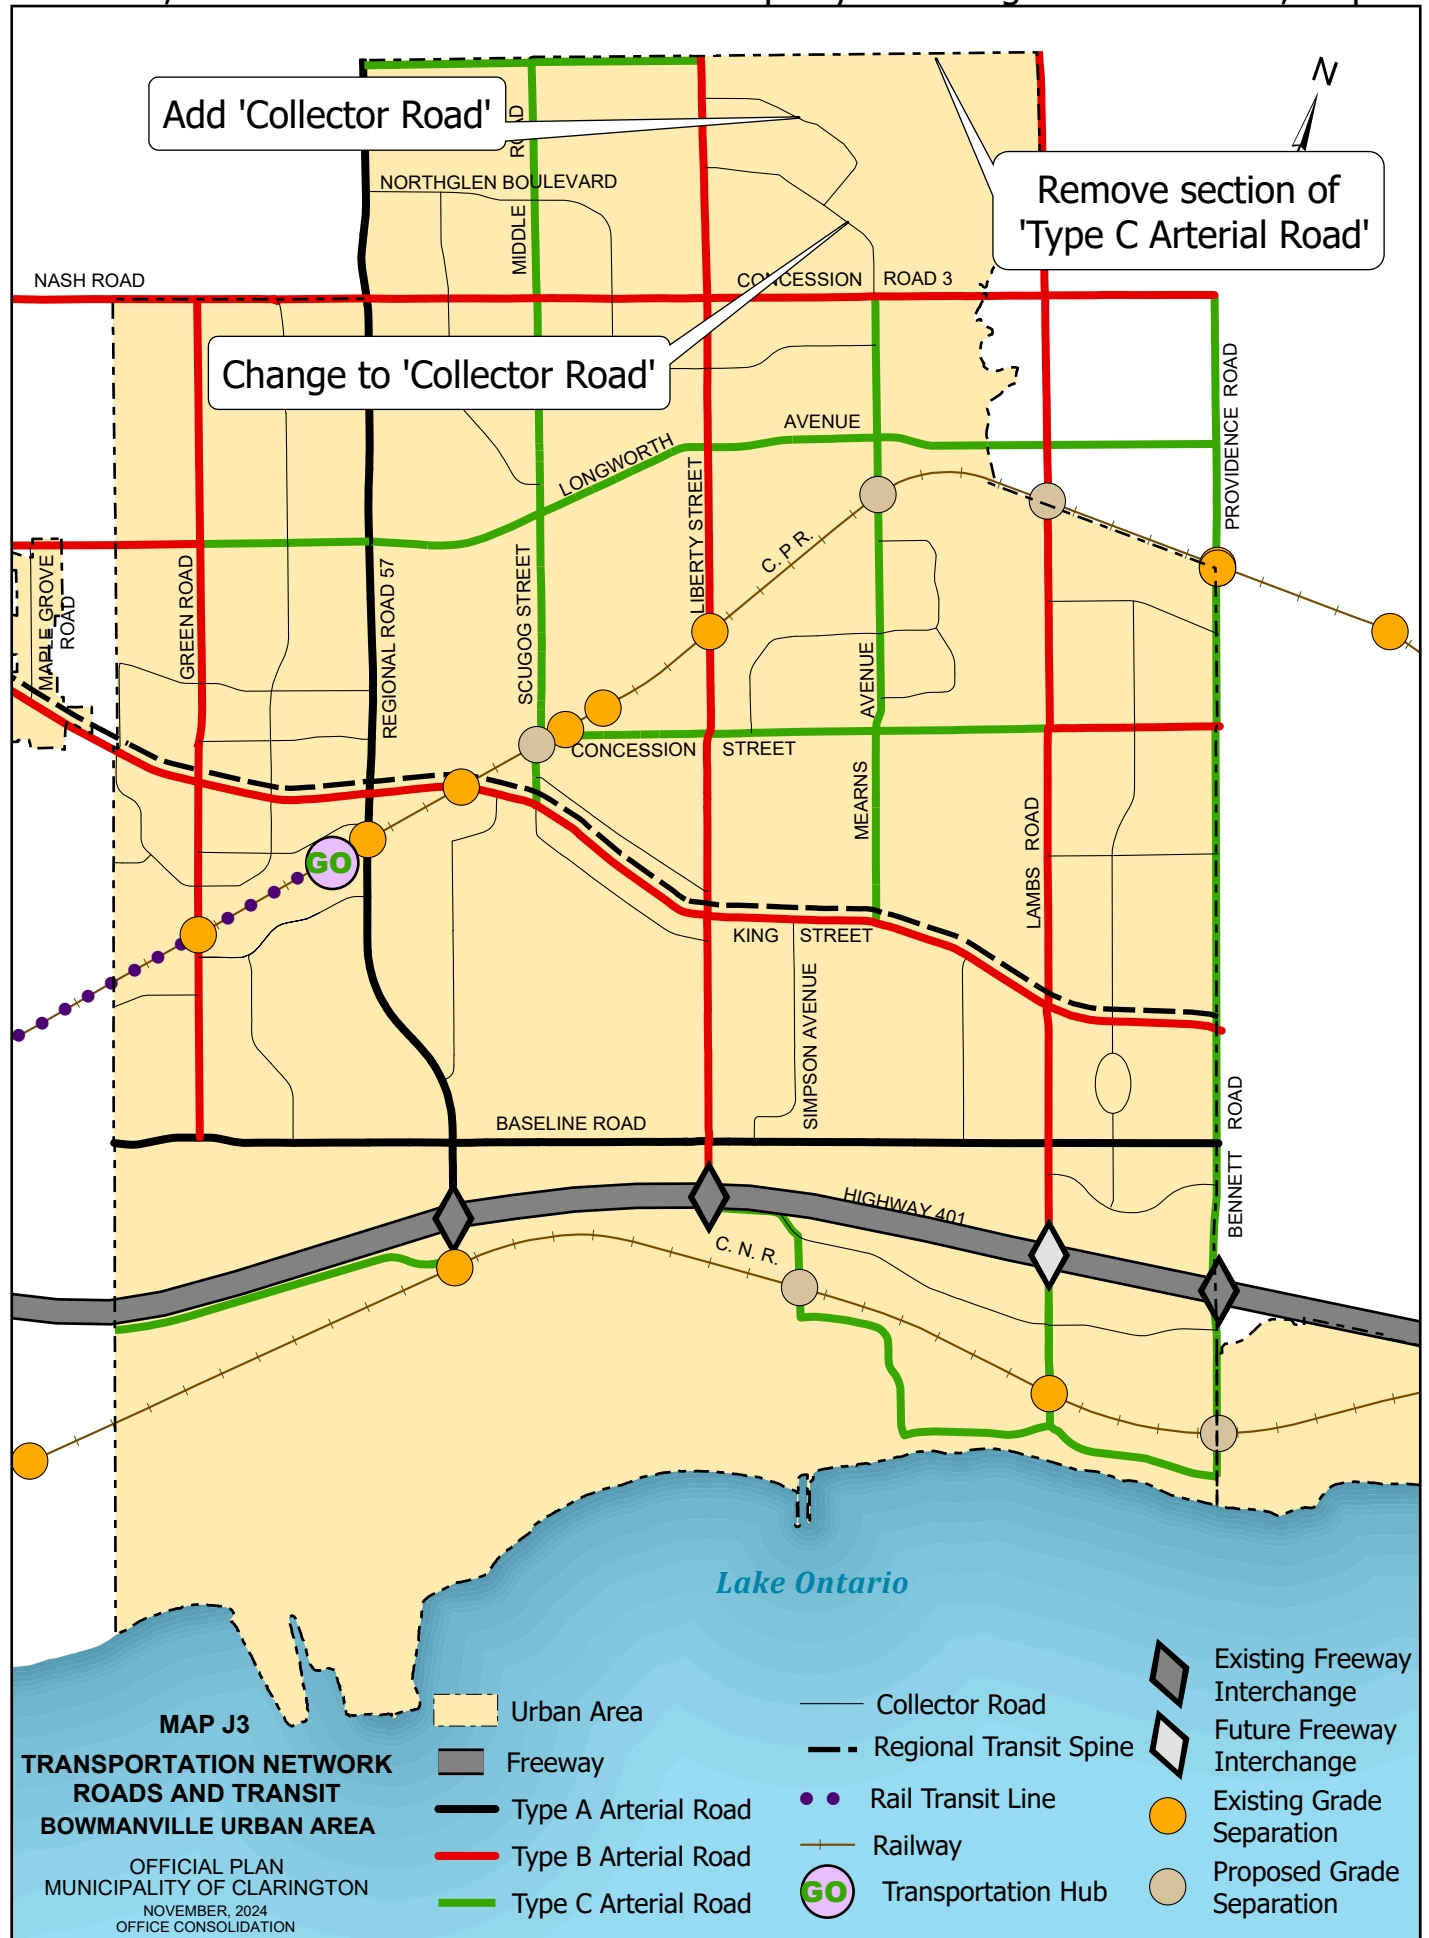 Add 'Collector Road'
N
Remove section of
'Type C Arterial Road'
MIDDLE ROAD
NORTHGLEN BOULEVARD
NASH ROAD
CONCESSION ROAD 3
Change to 'Collector Road'
PROVIDENCE ROAD
AVENUE
LONGWORTH
LIBERTY STREET
C. P. R.
MAPLE GROVE
ROAD
GREEN ROAD
REGIONAL ROAD 57
SCUGOG STREET
AVENUE
MEARNS
CONCESSION STREET
GO
LAMBS ROAD
KING STREET
SIMPSON AVENUE
BASELINE ROAD
BENNETT ROAD
HIGHWAY 401
C. N. R.
Lake Ontario
MAP J3
TRANSPORTATION NETWORK
ROADS AND TRANSIT
BOWMANVILLE URBAN AREA
OFFICIAL PLAN
MUNICIPALITY OF CLARINGTON
NOVEMBER, 2024
OFFICE CONSOLIDATION
Urban Area
Freeway
Type A Arterial Road
Type B Arterial Road
Type C Arterial Road
Collector Road
Regional Transit Spine
Rail Transit Line
Railway
GO Transportation Hub
Existing Freeway
Interchange
Future Freeway
Interchange
Existing Grade
Separation
Proposed Grade
Separation